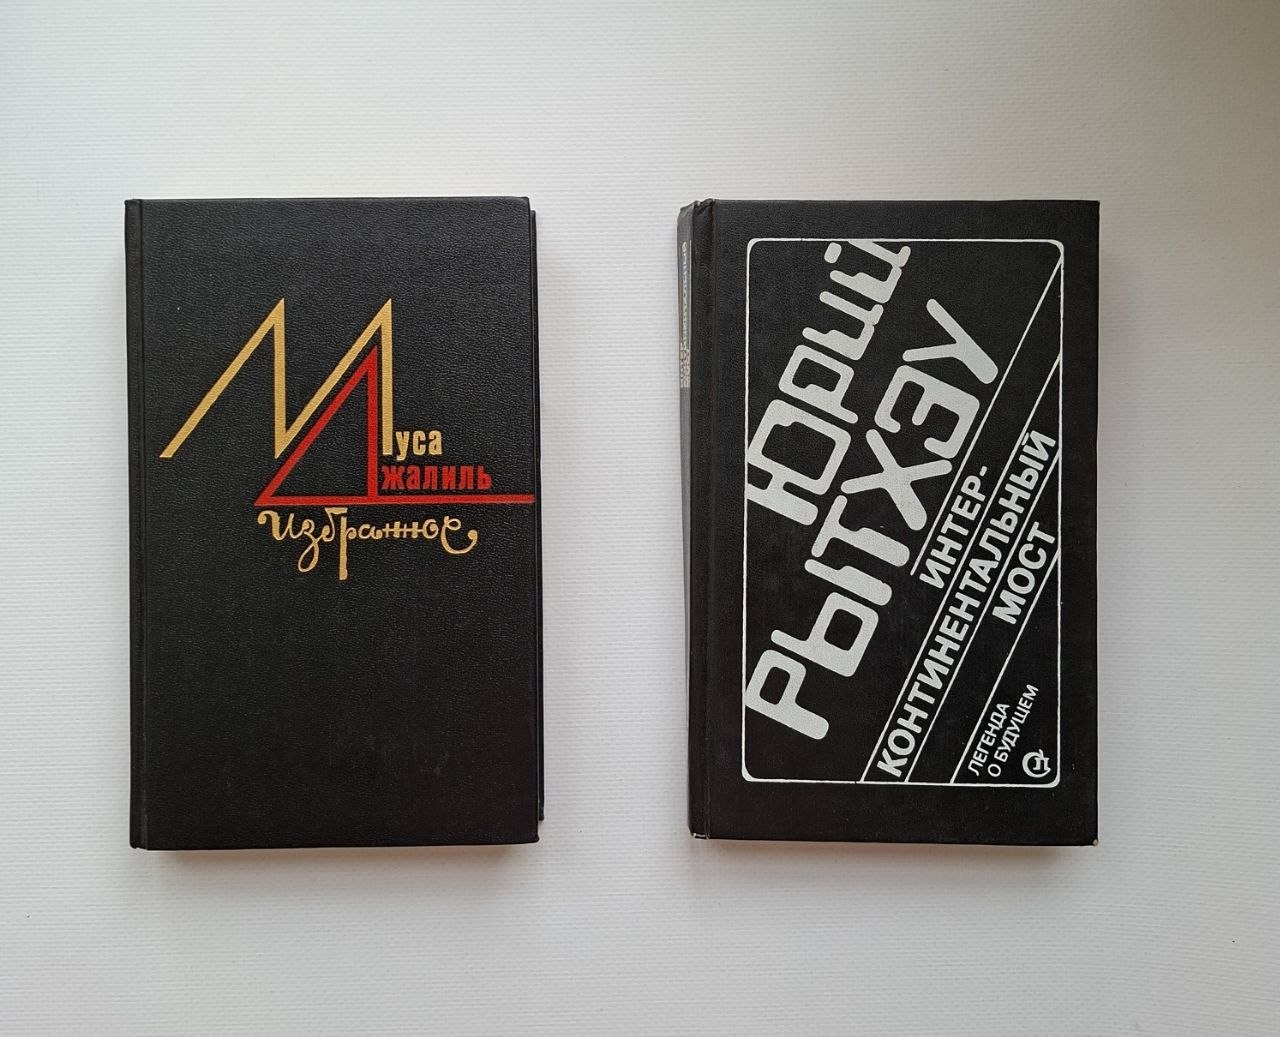 Муса
Джалиль
Избранное
Юрий
Рытхэу
ИНТЕР-
КОНТИНЕНТАЛЬНЫЙ
МОСТ
ЛЕГЕНДА
О БУДУЩЕМ